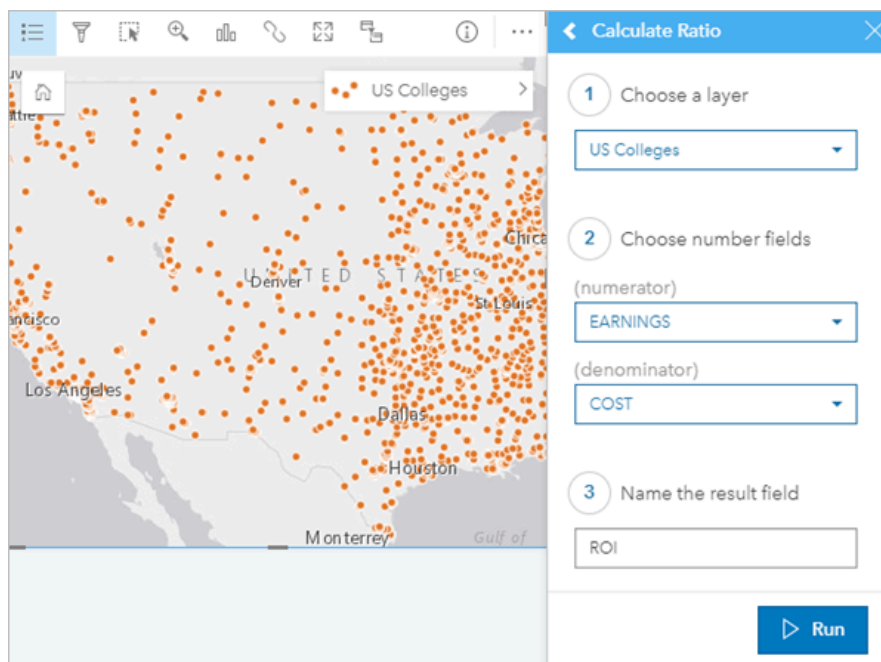 Calculate Ratio
US Colleges
1 Choose a layer
US Colleges
2 Choose number fields
(numerator)
EARNINGS
(denominator)
COST
3 Name the result field
ROI
Run
Chica
UNITED STATES
Denver
St Louis
ancisco
Los Angeles
Dallas
Houston
Monterrey
Gulf of